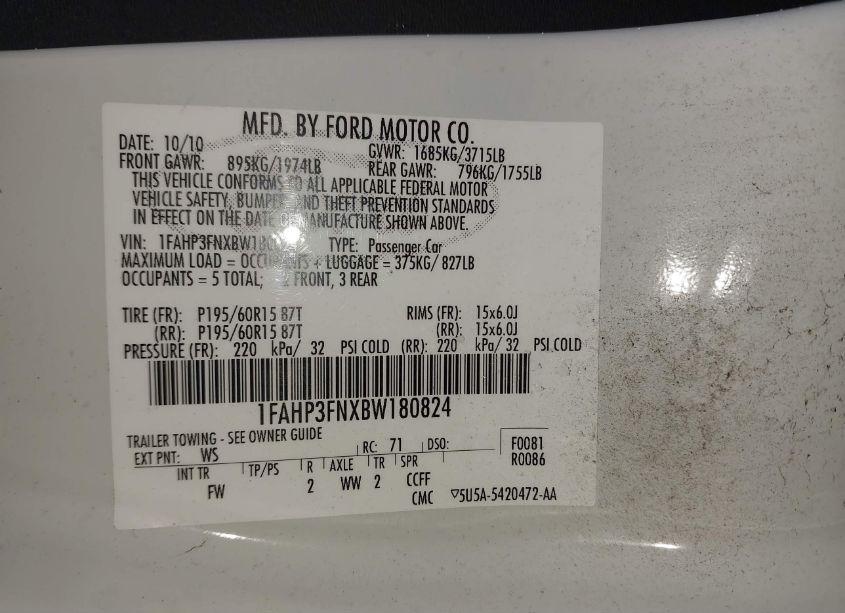 MFD. BY FORD MOTOR CO.
DATE: 10/10 GVWR: 1685KG/3715LB
FRONT GAWR: 895KG/1974LB REAR GAWR: 796KG/1755LB
THIS VEHICLE CONFORMS TO ALL APPLICABLE FEDERAL MOTOR
VEHICLE SAFETY, BUMPER, AND THEFT PREVENTION STANDARDS
IN EFFECT ON THE DATE OF MANUFACTURE SHOWN ABOVE.
VIN: TYPE: Passenger Car
MAXIMUM LOAD = OCCUPANTS + LUGGAGE = 375KG/ 827LB
OCCUPANTS = 5 TOTAL; 2 FRONT, 3 REAR
TIRE (FR): P195/60R15 87T RIMS (FR): 15x6.0J
(RR): P195/60R15 87T (RR): 15x6.0J
PRESSURE (FR): 220 kPa/ 32 PSI COLD (RR): 220 kPa/ 32 PSI COLD
1FAHP3FNXBW180824
TRAILER TOWING - SEE OWNER GUIDE
EXT PNT: WS RC: 71 DSO: F0081
R0086
INT TR TP/PS R AXLE TR SPR
FW 2 WW 2 CCFF
CMC ▽5U5A-5420472-AA